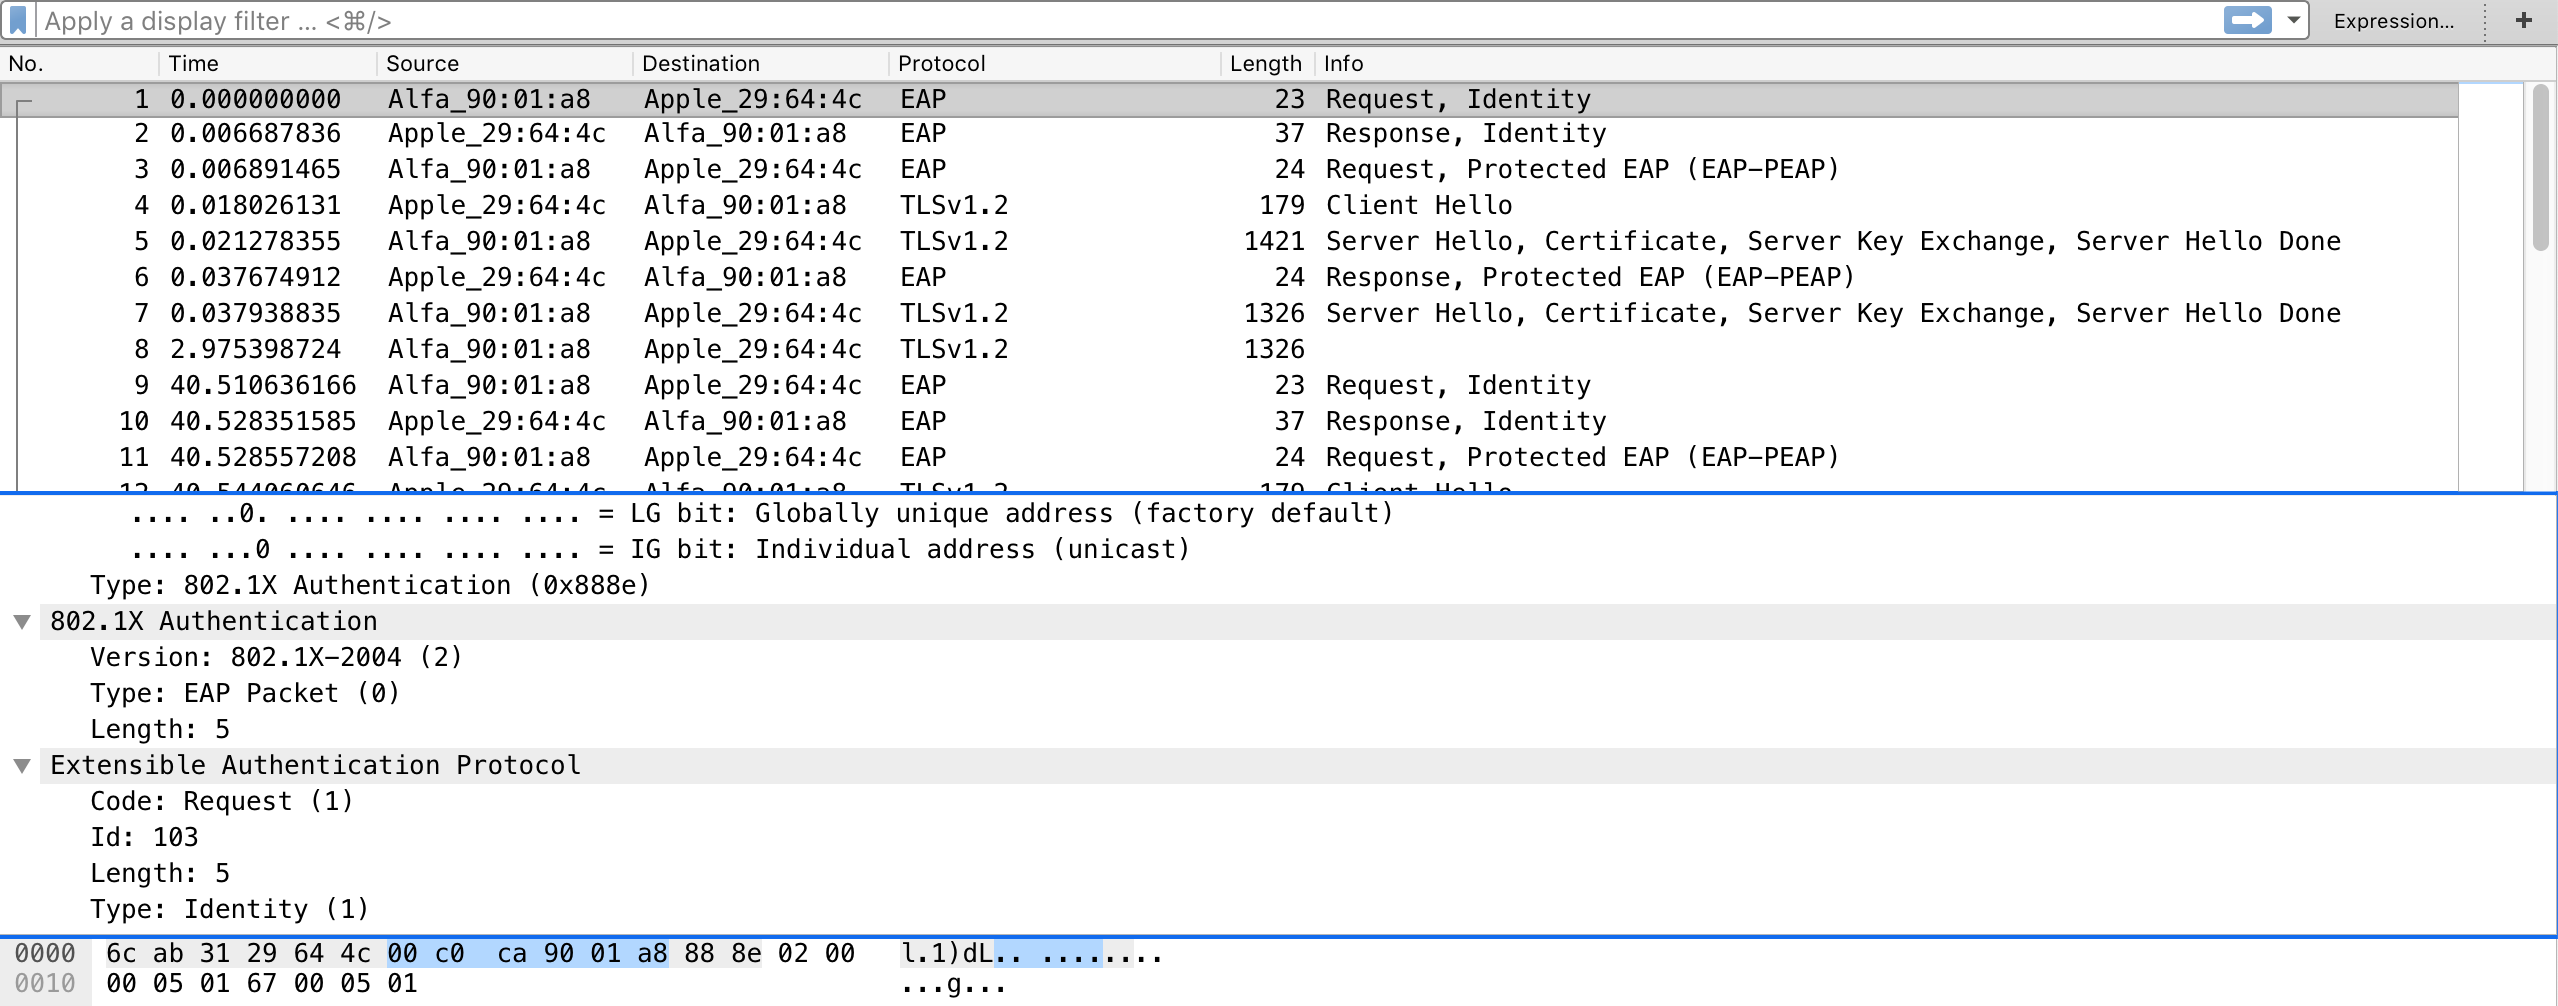 Apply a display filter ... <⌘/> Expression... +
No. Time Source Destination Protocol Length Info
1 0.000000000 Alfa_90:01:a8 Apple_29:64:4c EAP 23 Request, Identity
2 0.006687836 Apple_29:64:4c Alfa_90:01:a8 EAP 37 Response, Identity
3 0.006891465 Alfa_90:01:a8 Apple_29:64:4c EAP 24 Request, Protected EAP (EAP-PEAP)
4 0.018026131 Apple_29:64:4c Alfa_90:01:a8 TLSv1.2 179 Client Hello
5 0.021278355 Alfa_90:01:a8 Apple_29:64:4c TLSv1.2 1421 Server Hello, Certificate, Server Key Exchange, Server Hello Done
6 0.037674912 Apple_29:64:4c Alfa_90:01:a8 EAP 24 Response, Protected EAP (EAP-PEAP)
7 0.037938835 Alfa_90:01:a8 Apple_29:64:4c TLSv1.2 1326 Server Hello, Certificate, Server Key Exchange, Server Hello Done
8 2.975398724 Alfa_90:01:a8 Apple_29:64:4c TLSv1.2 1326
9 40.510636166 Alfa_90:01:a8 Apple_29:64:4c EAP 23 Request, Identity
10 40.528351585 Apple_29:64:4c Alfa_90:01:a8 EAP 37 Response, Identity
11 40.528557208 Alfa_90:01:a8 Apple_29:64:4c EAP 24 Request, Protected EAP (EAP-PEAP)
12 Apple_29:64:4c Alfa_90:01:a8 TLSv1.2 179 Client Hello
.... ..0. .... .... .... .... = LG bit: Globally unique address (factory default)
.... ...0 .... .... .... .... = IG bit: Individual address (unicast)
Type: 802.1X Authentication (0x888e)
802.1X Authentication
Version: 802.1X-2004 (2)
Type: EAP Packet (0)
Length: 5
Extensible Authentication Protocol
Code: Request (1)
Id: 103
Length: 5
Type: Identity (1)
0000 6c ab 31 29 64 4c 00 c0 ca 90 01 a8 88 8e 02 00 l.1)dL.. ........
0010 00 05 01 67 00 05 01 ...g...